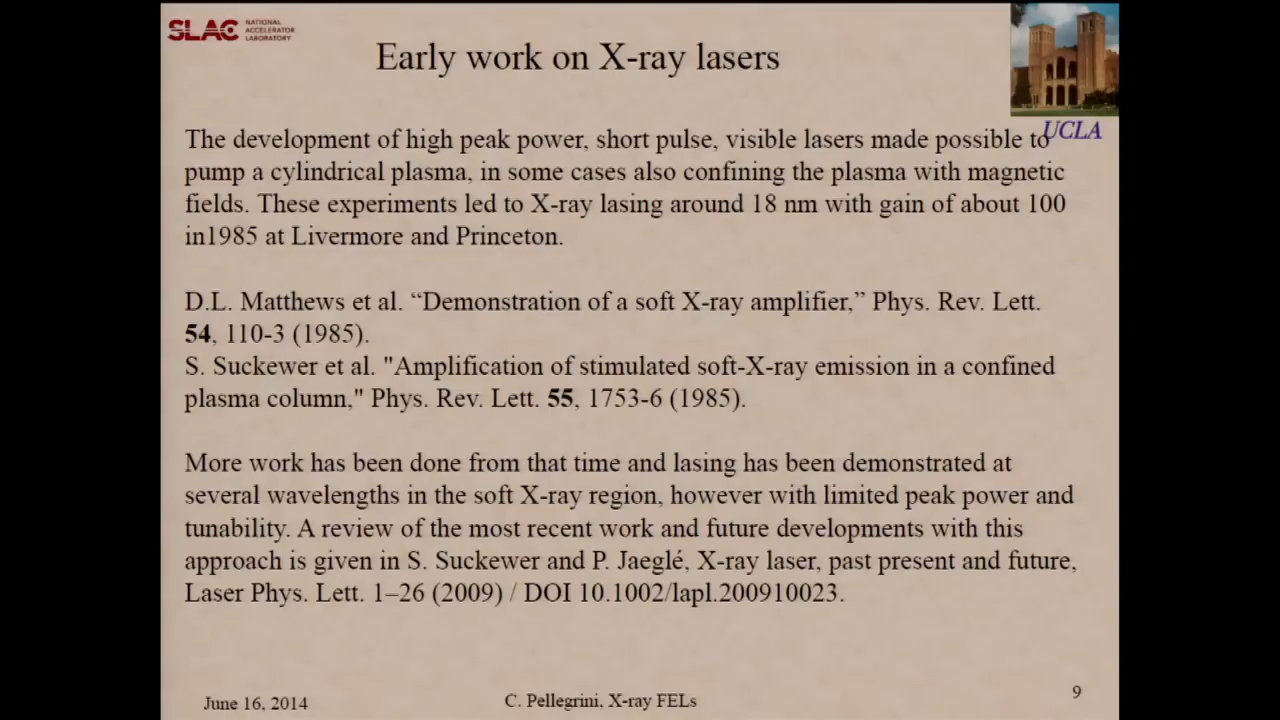 SLAC NATIONAL
ACCELERATOR
LABORATORY
Early work on X-ray lasers
UCLA
The development of high peak power, short pulse, visible lasers made possible to
pump a cylindrical plasma, in some cases also confining the plasma with magnetic
fields. These experiments led to X-ray lasing around 18 nm with gain of about 100
in1985 at Livermore and Princeton.
D.L. Matthews et al. “Demonstration of a soft X-ray amplifier,” Phys. Rev. Lett.
54, 110-3 (1985).
S. Suckewer et al. "Amplification of stimulated soft-X-ray emission in a confined
plasma column," Phys. Rev. Lett. 55, 1753-6 (1985).
More work has been done from that time and lasing has been demonstrated at
several wavelengths in the soft X-ray region, however with limited peak power and
tunability. A review of the most recent work and future developments with this
approach is given in S. Suckewer and P. Jaeglé, X-ray laser, past present and future,
Laser Phys. Lett. 1–26 (2009) / DOI 10.1002/lapl.200910023.
June 16, 2014
C. Pellegrini, X-ray FELs
9